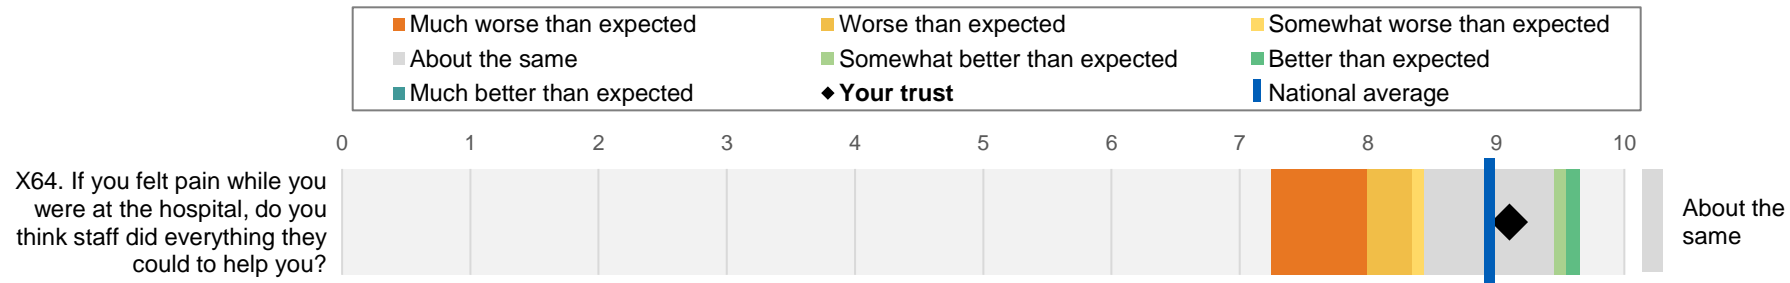 Much worse than expected
Worse than expected
Somewhat worse than expected
About the same
Somewhat better than expected
Better than expected
Much better than expected
Your trust
National average
0 1 2 3 4 5 6 7 8 9 10
X64. If you felt pain while you
were at the hospital, do you
think staff did everything they
could to help you?
About the
same